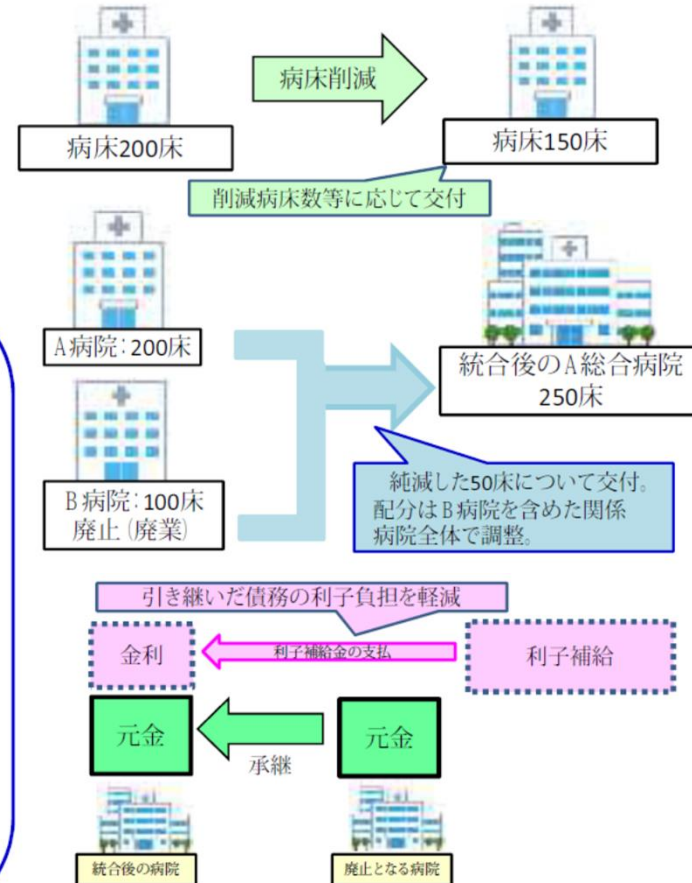 病床削減
病床200床
病床150床
削減病床数等に応じて交付
A病院：200床
統合後のA総合病院
250床
B病院：100床
廃止（廃業）
純減した50床について交付。
配分はB病院を含めた関係
病院全体で調整。
引き継いだ債務の利子負担を軽減
金利
利子補給金の支払
利子補給
元金
承継
元金
統合後の病院
廃止となる病院